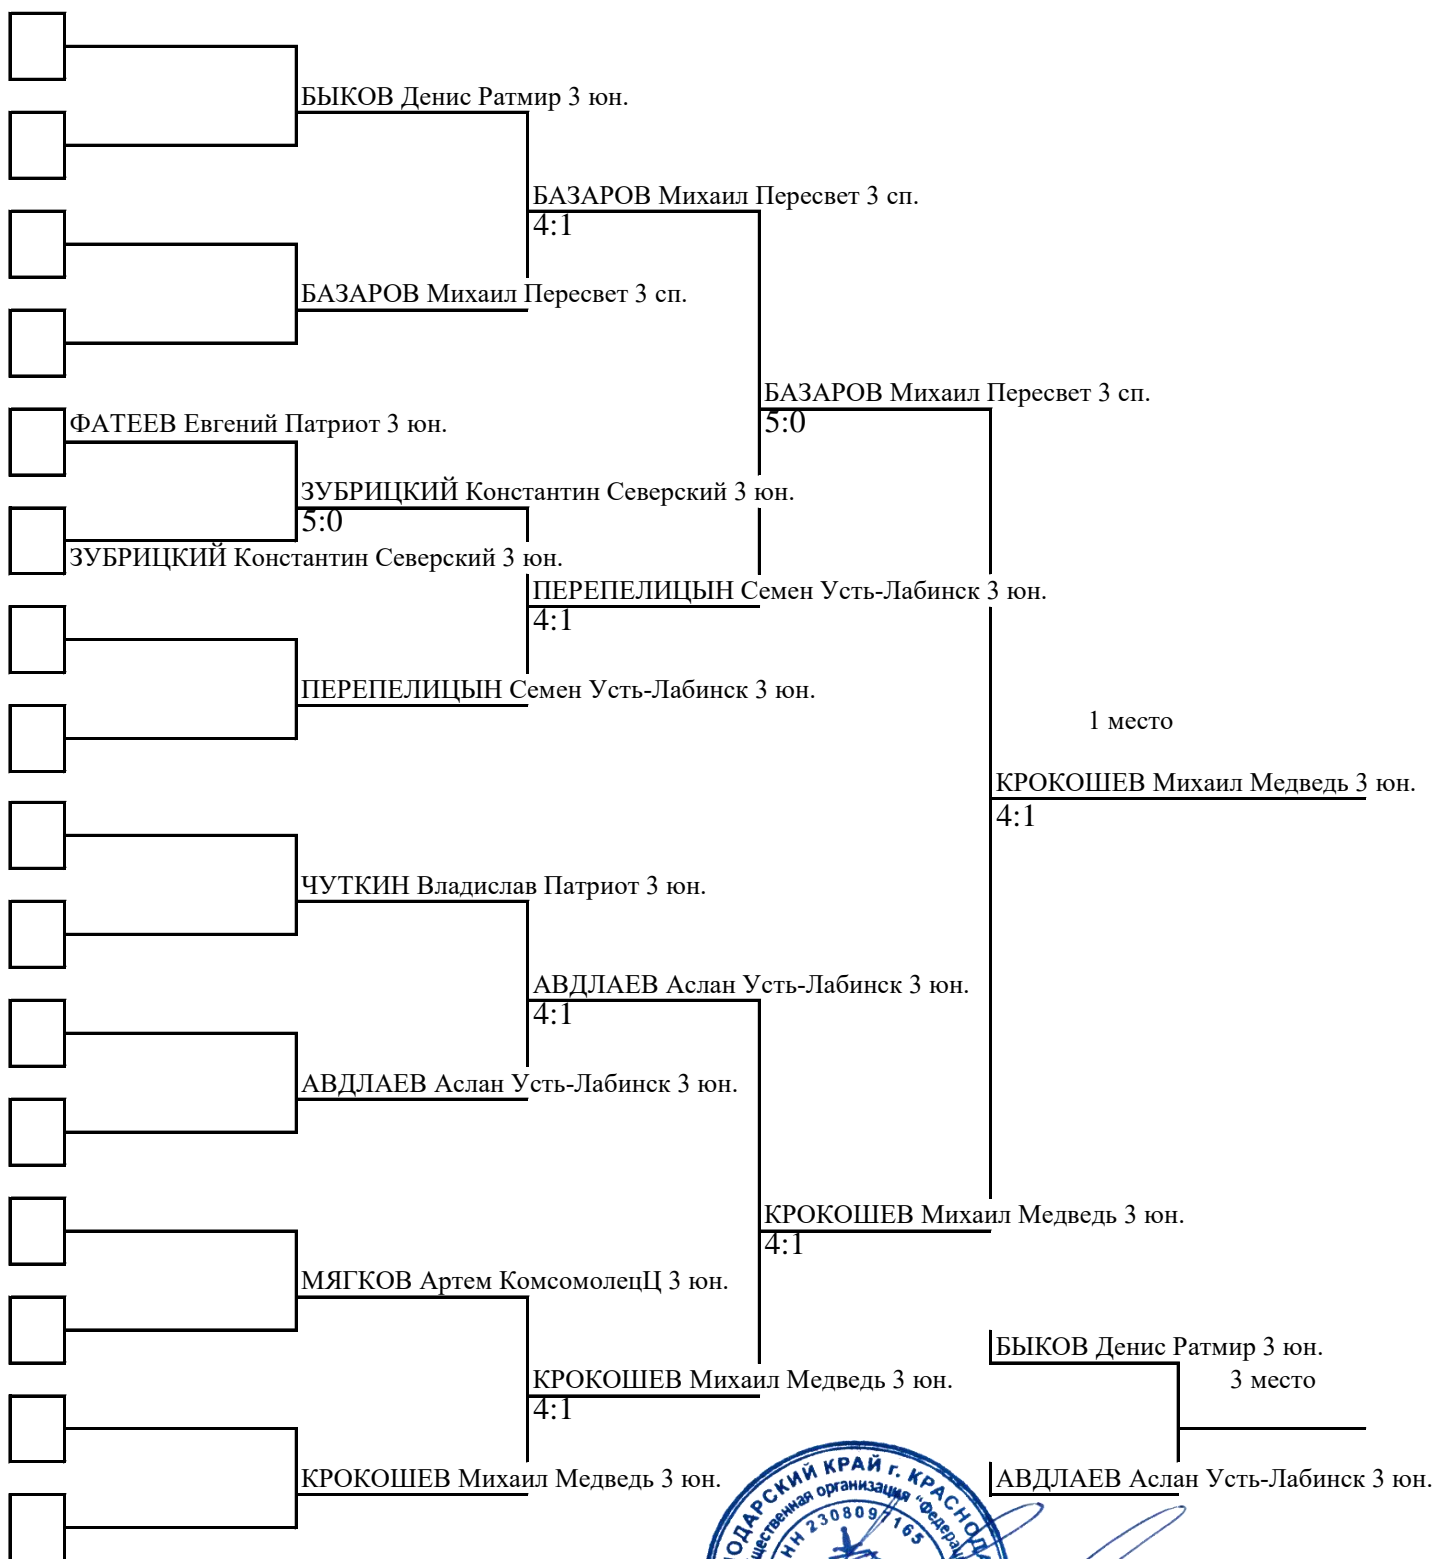 БЫКОВ Денис Ратмир 3 юн.
БАЗАРОВ Михаил Пересвет 3 сп.
4:1
БАЗАРОВ Михаил Пересвет 3 сп.
БАЗАРОВ Михаил Пересвет 3 сп.
5:0
ФАТЕЕВ Евгений Патриот 3 юн.
ЗУБРИЦКИЙ Константин Северский 3 юн.
5:0
ЗУБРИЦКИЙ Константин Северский 3 юн.
ПЕРЕПЕЛИЦЫН Семен Усть-Лабинск 3 юн.
4:1
ПЕРЕПЕЛИЦЫН Семен Усть-Лабинск 3 юн.
1 место
КРОКОШЕВ Михаил Медведь 3 юн.
4:1
ЧУТКИН Владислав Патриот 3 юн.
АВДЛАЕВ Аслан Усть-Лабинск 3 юн.
4:1
АВДЛАЕВ Аслан Усть-Лабинск 3 юн.
КРОКОШЕВ Михаил Медведь 3 юн.
4:1
МЯГКОВ Артем КомсомолецЦ 3 юн.
БЫКОВ Денис Ратмир 3 юн.
3 место
КРОКОШЕВ Михаил Медведь 3 юн.
4:1
КРОКОШЕВ Михаил Медведь 3 юн.
АВДЛАЕВ Аслан Усть-Лабинск 3 юн.
КРАЙ г.
организация
2308097165